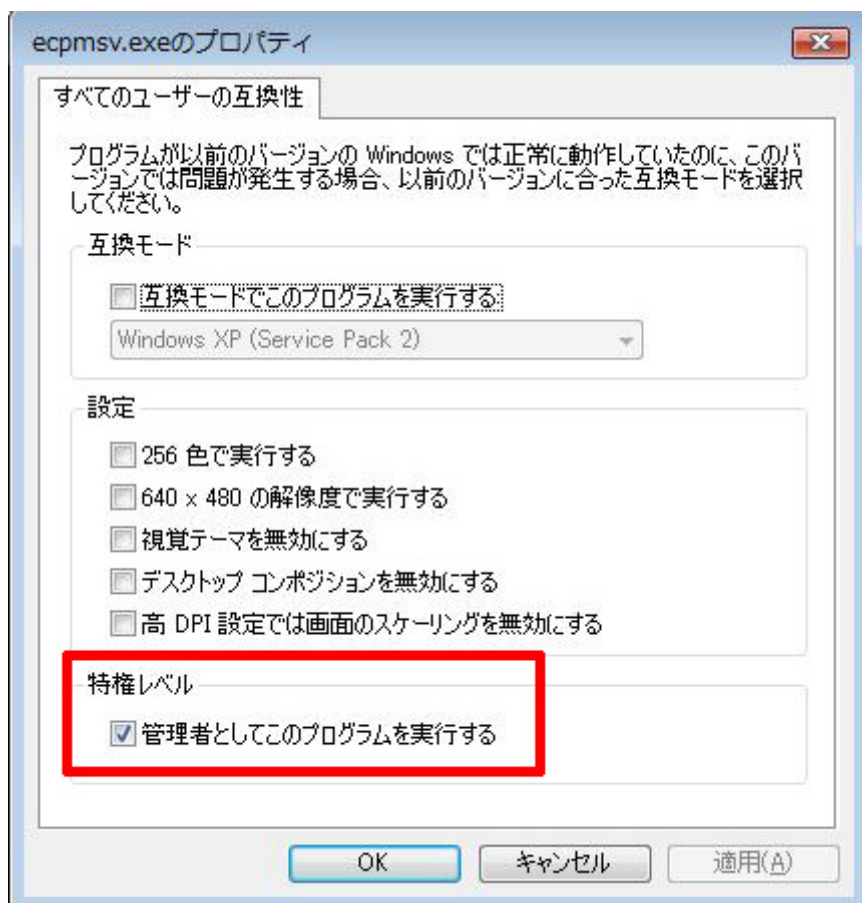 ecpmsv.exeのプロパティ
すべてのユーザーの互換性
プログラムが以前のバージョンの Windows では正常に動作していたのに、このバ
ージョンでは問題が発生する場合、以前のバージョンに合った互換モードを選択
してください。
互換モード
互換モードでこのプログラムを実行する
Windows XP (Service Pack 2)
設定
256 色で実行する
640 x 480 の解像度で実行する
視覚テーマを無効にする
デスクトップ コンポジションを無効にする
高 DPI 設定では画面のスケーリングを無効にする
特権レベル
管理者としてこのプログラムを実行する
OK
キャンセル
適用(A)